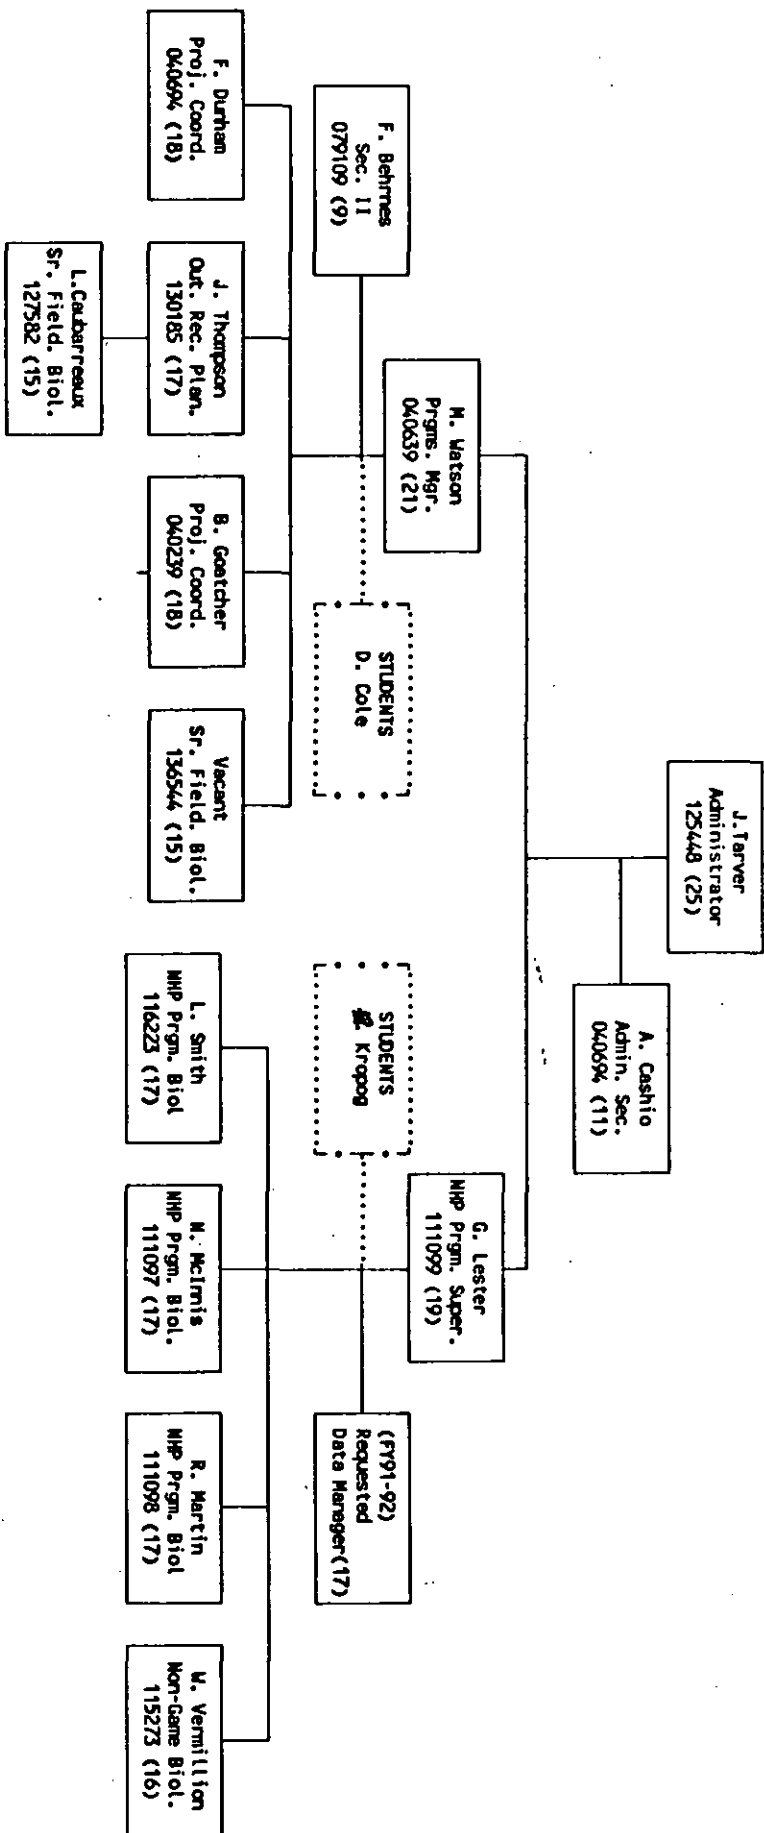 J.Tarver
Administrator
125448 (25)
A. Cashio
Admin. Sec.
040694 (11)
M. Watson
Prgms. Mgr.
040639 (21)
G. Lester
NHP Prgm. Super.
111099 (19)
F. Behrnes
Sec. II
079109 (9)
STUDENTS
D. Cole
STUDENTS
Kropog
(FY91-92)
Requested
Data Manager(17)
F. Durham
Proj. Coord.
040694 (18)
J. Thompson
Out. Rec. Plan.
130185 (17)
B. Goatcher
Proj. Coord.
040239 (18)
Vacant
Sr. Field. Biol.
136544 (15)
L. Smith
NHP Prgm. Biol
116223 (17)
N. McInnis
NHP Prgm. Biol.
111097 (17)
R. Martin
NHP Prgm. Biol
111098 (17)
W. Vermillion
Non-Game Biol.
115273 (16)
L.Caubarreaux
Sr. Field. Biol.
127582 (15)